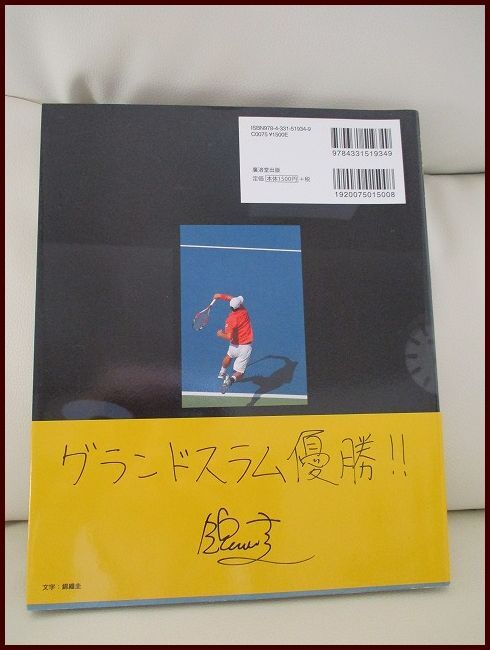 ISBN978-4-331-51934-9
C0075 ¥1500E
9784331519349
廣済堂出版
定価 本体1500円 +税
1920075015008
グランドスラム優勝!!
文字：錦織圭